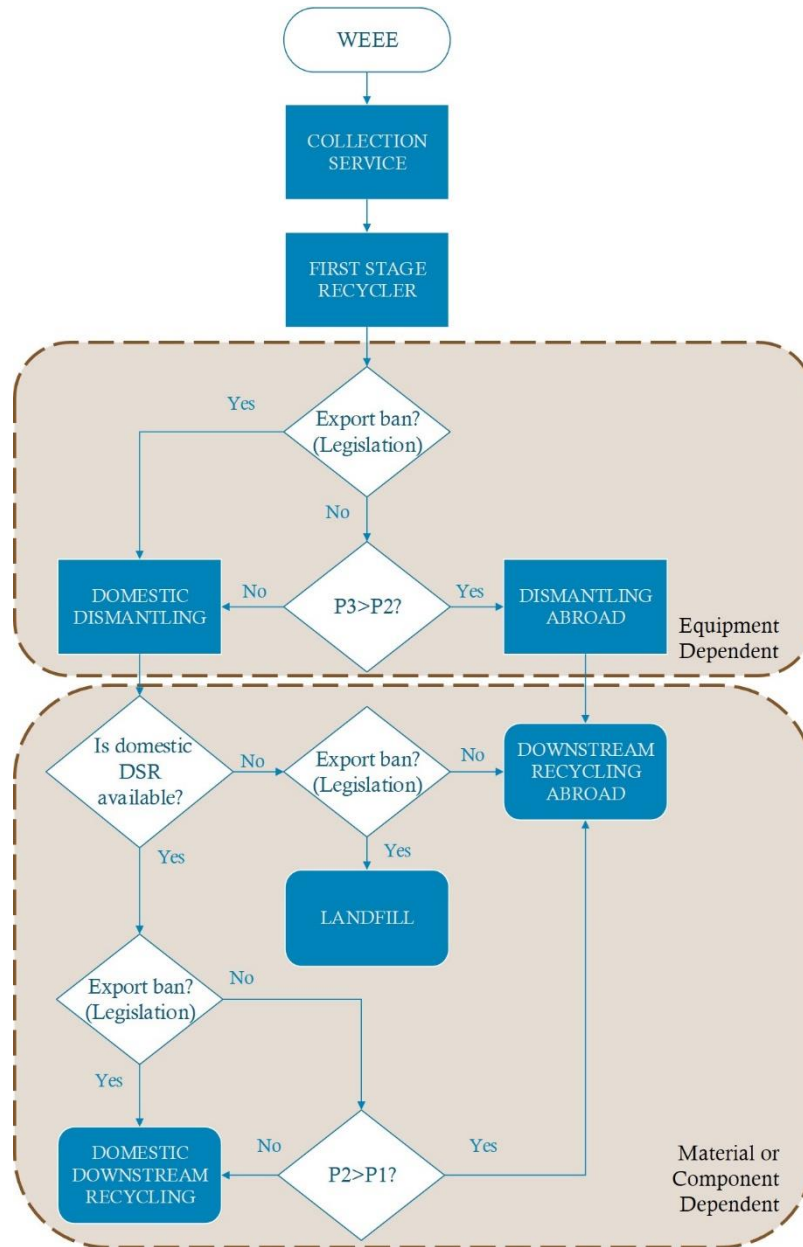 WEEE
COLLECTION
SERVICE
FIRST STAGE
RECYCLER
Yes
Export ban?
(Legislation)
No
DOMESTIC
DISMANTLING
No
P3>P2?
Yes
DISMANTLING
ABROAD
Equipment
Dependent
Is domestic
DSR
available?
No
Export ban?
(Legislation)
No
DOWNSTREAM
RECYCLING
ABROAD
Yes
Yes
LANDFILL
Export ban?
(Legislation)
No
Yes
DOMESTIC
DOWNSTREAM
RECYCLING
No
P2>P1?
Yes
Material or
Component
Dependent